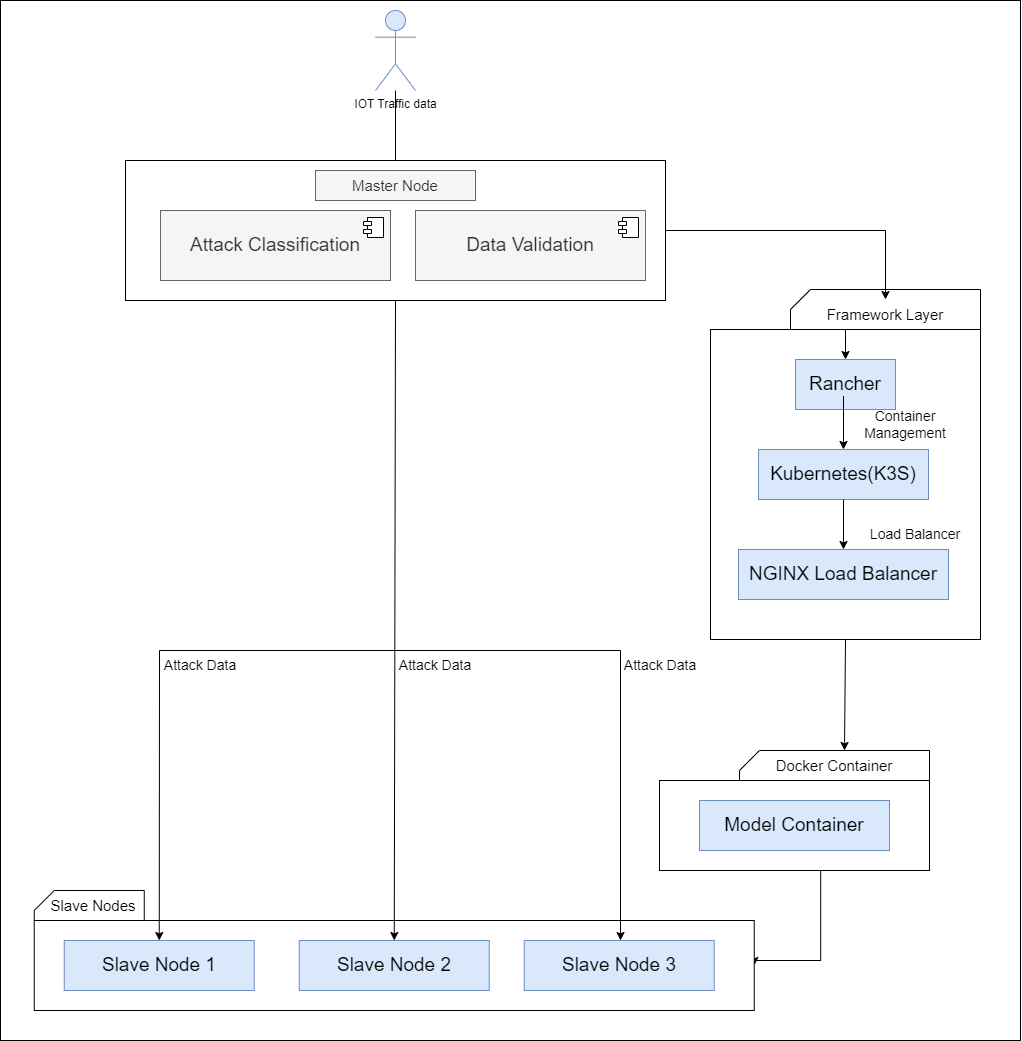 IOT Traffic data
Master Node
Attack Classification
Data Validation
Framework Layer
Rancher
Container
Management
Kubernetes(K3S)
Load Balancer
NGINX Load Balancer
Attack Data
Attack Data
Attack Data
Docker Container
Model Container
Slave Nodes
Slave Node 1
Slave Node 2
Slave Node 3